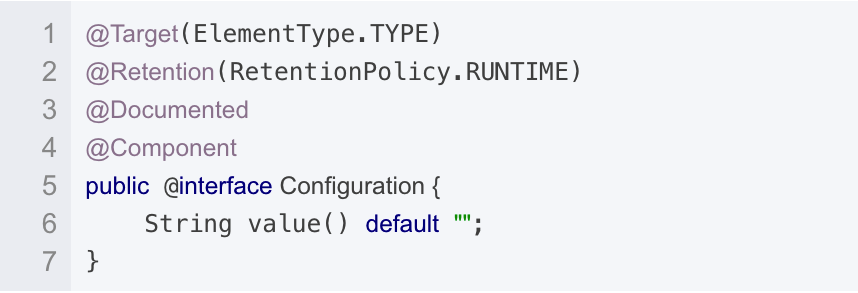 1 @Target(ElementType.TYPE)
2 @Retention(RetentionPolicy.RUNTIME)
3 @Documented
4 @Component
5 public @interface Configuration {
6     String value() default "";
7 }